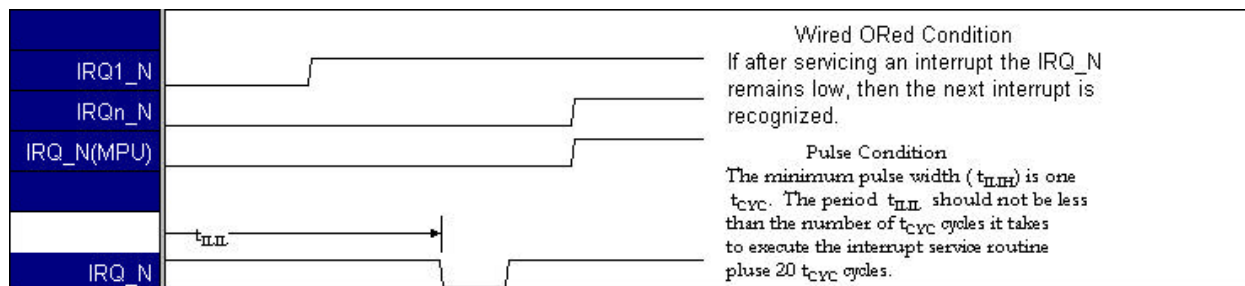 Wired ORed Condition
IRQ1_N
If after servicing an interrupt the IRQ_N
remains low, then the next interrupt is
recognized.
IRQn_N
IRQ_N(MPU)
Pulse Condition
The minimum pulse width ( tILIH) is one
tCYC. The period tILIL should not be less
than the number of tCYC cycles it takes
to execute the interrupt service routine
pluse 20 tCYC cycles.
tILIL
IRQ_N